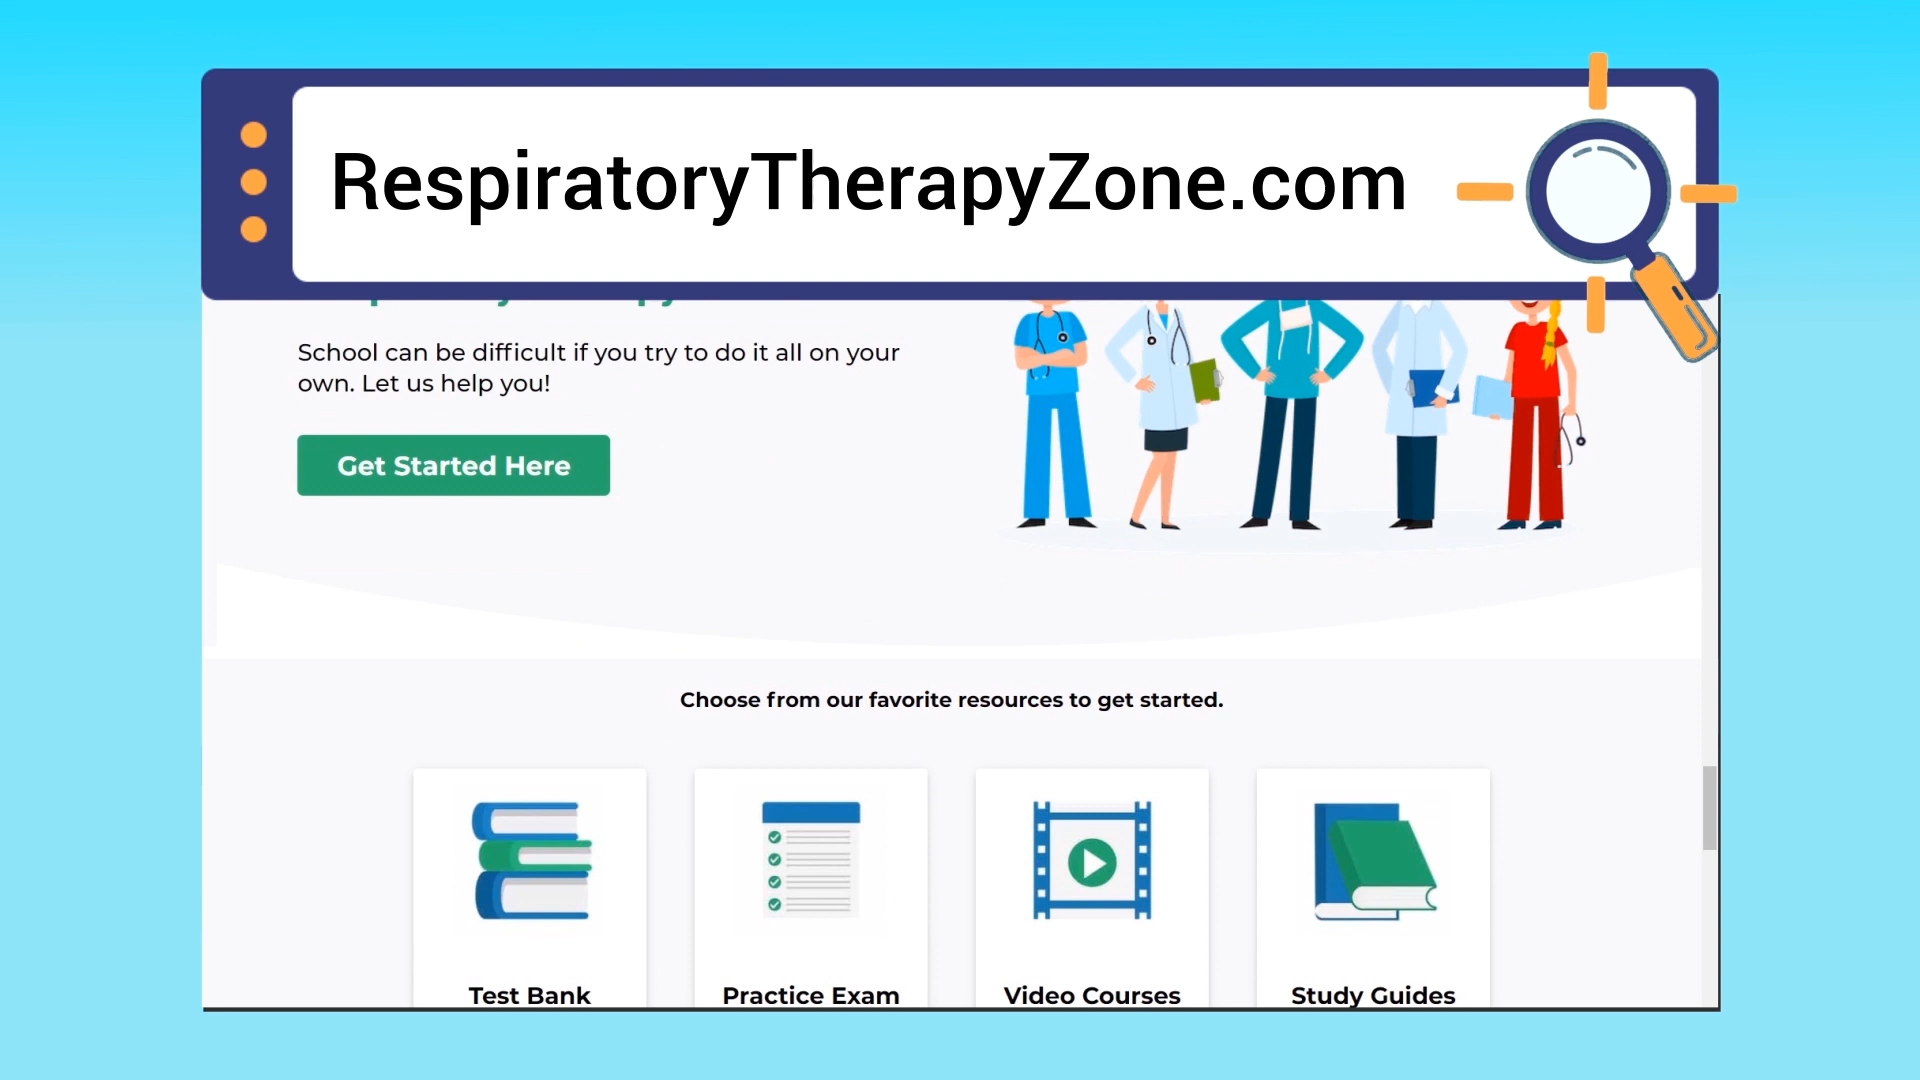 RespiratoryTherapyZone.com
School can be difficult if you try to do it all on your
own. Let us help you!
Get Started Here
Choose from our favorite resources to get started.
Test Bank
Practice Exam
Video Courses
Study Guides